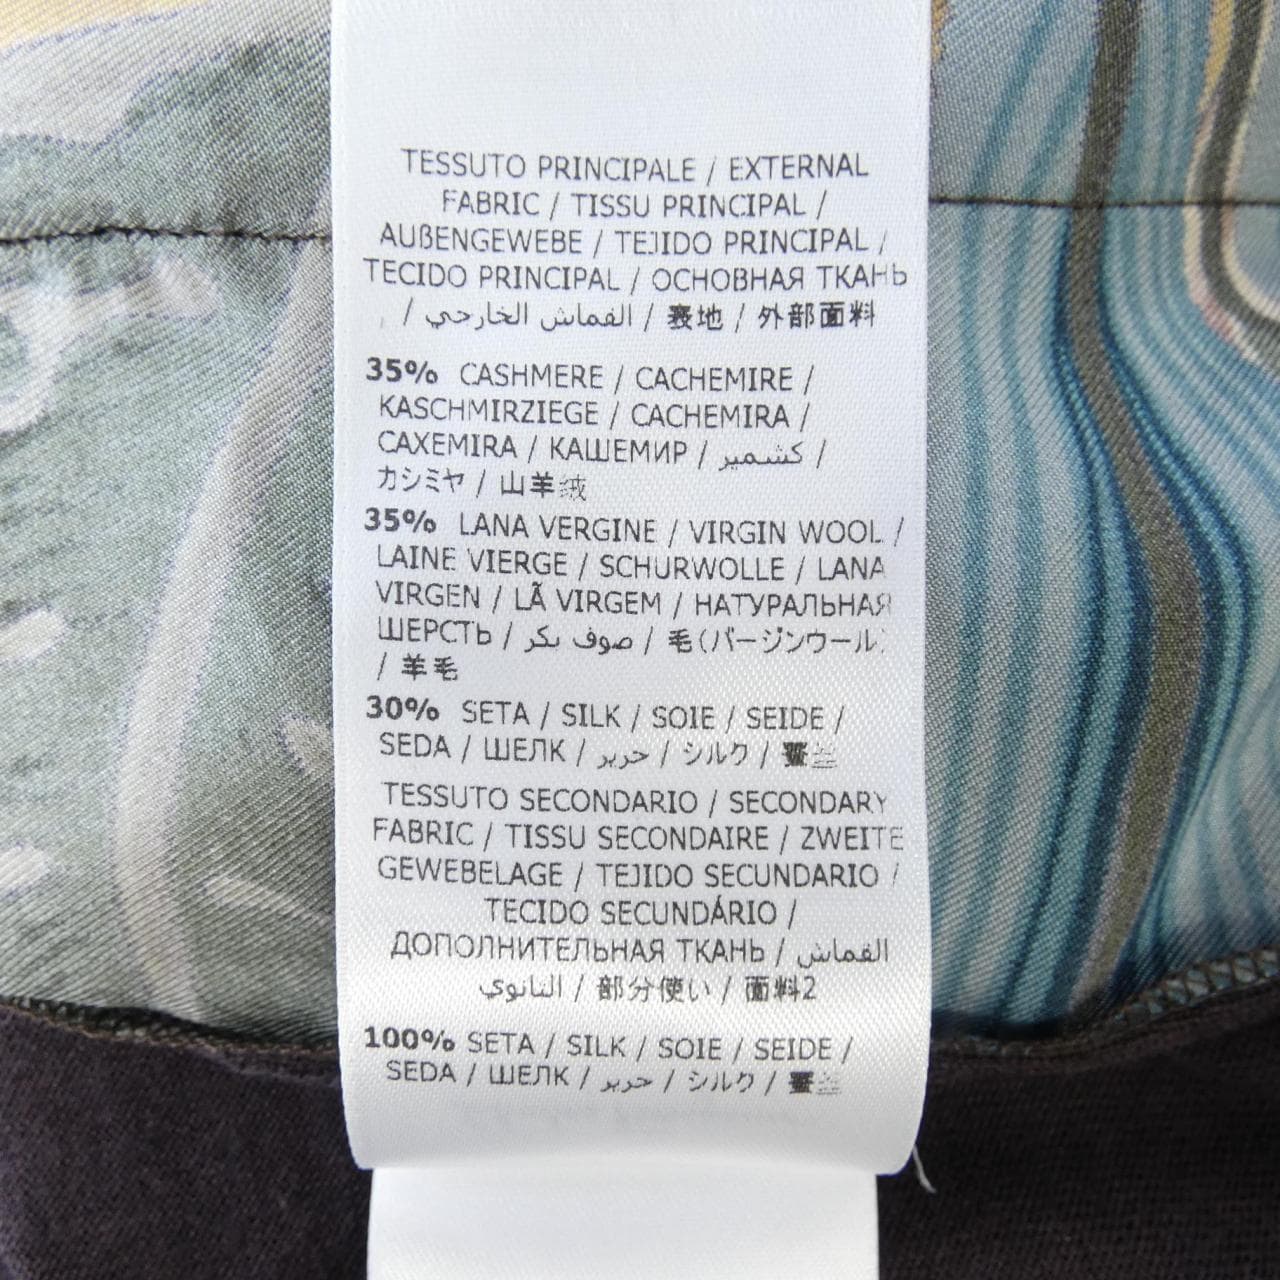 TESSUTO PRINCIPALE / EXTERNAL
FABRIC / TISSU PRINCIPAL /
AUßENGEWEBE / TEJIDO PRINCIPAL /
TECIDO PRINCIPAL / ОСНОВНАЯ ТКАНЬ
/ القماش الخارجي / 表地 / 外部面料
35% CASHMERE / CACHEMIRE /
KASCHMIRZIEGE / CACHEMIRA /
CAXEMIRA / КАШЕМИР / كشمير /
カシミヤ / 山羊绒
35% LANA VERGINE / VIRGIN WOOL /
LAINE VIERGE / SCHURWOLLE / LANA
VIRGEN / LÃ VIRGEM / НАТУРАЛЬНАЯ
ШЕРСТЬ / صوف بكر / 毛(バージンウール)
/ 羊毛
30% SETA / SILK / SOIE / SEIDE /
SEDA / ШЕЛК / حرير / シルク /
TESSUTO SECONDARIO / SECONDARY
FABRIC / TISSU SECONDAIRE / ZWEITE
GEWEBELAGE / TEJIDO SECUNDARIO /
TECIDO SECUNDÁRIO /
ДОПОЛНИТЕЛЬНАЯ ТКАНЬ / القماش
الثانوي / 部分使い / 面料2
100% SETA / SILK / SOIE / SEIDE /
SEDA / ШЕЛК / حرير / シルク /